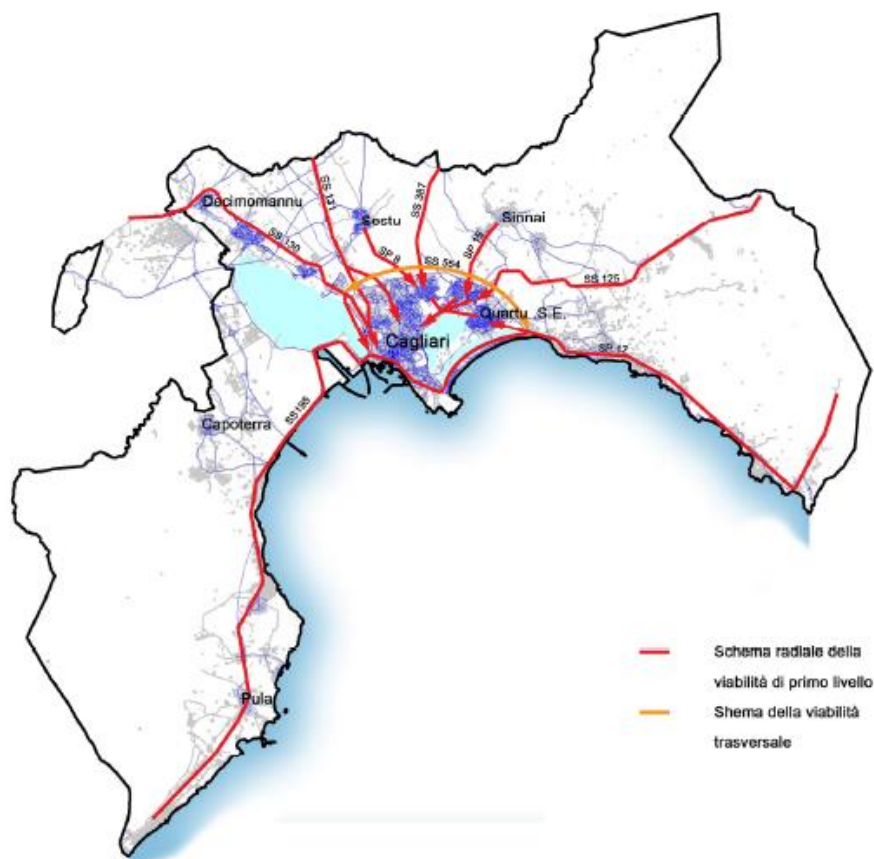 Decimomannu
SS 131
SS 387
Sestu
Sinnai
SS 130
SP 8
SS 554
SP 15
SS 125
Quartu S.E.
Cagliari
SP 17
SS195
Capoterra
Pula
Schema radiale della
viabilità di primo livello
Shema della viabilità
trasversale